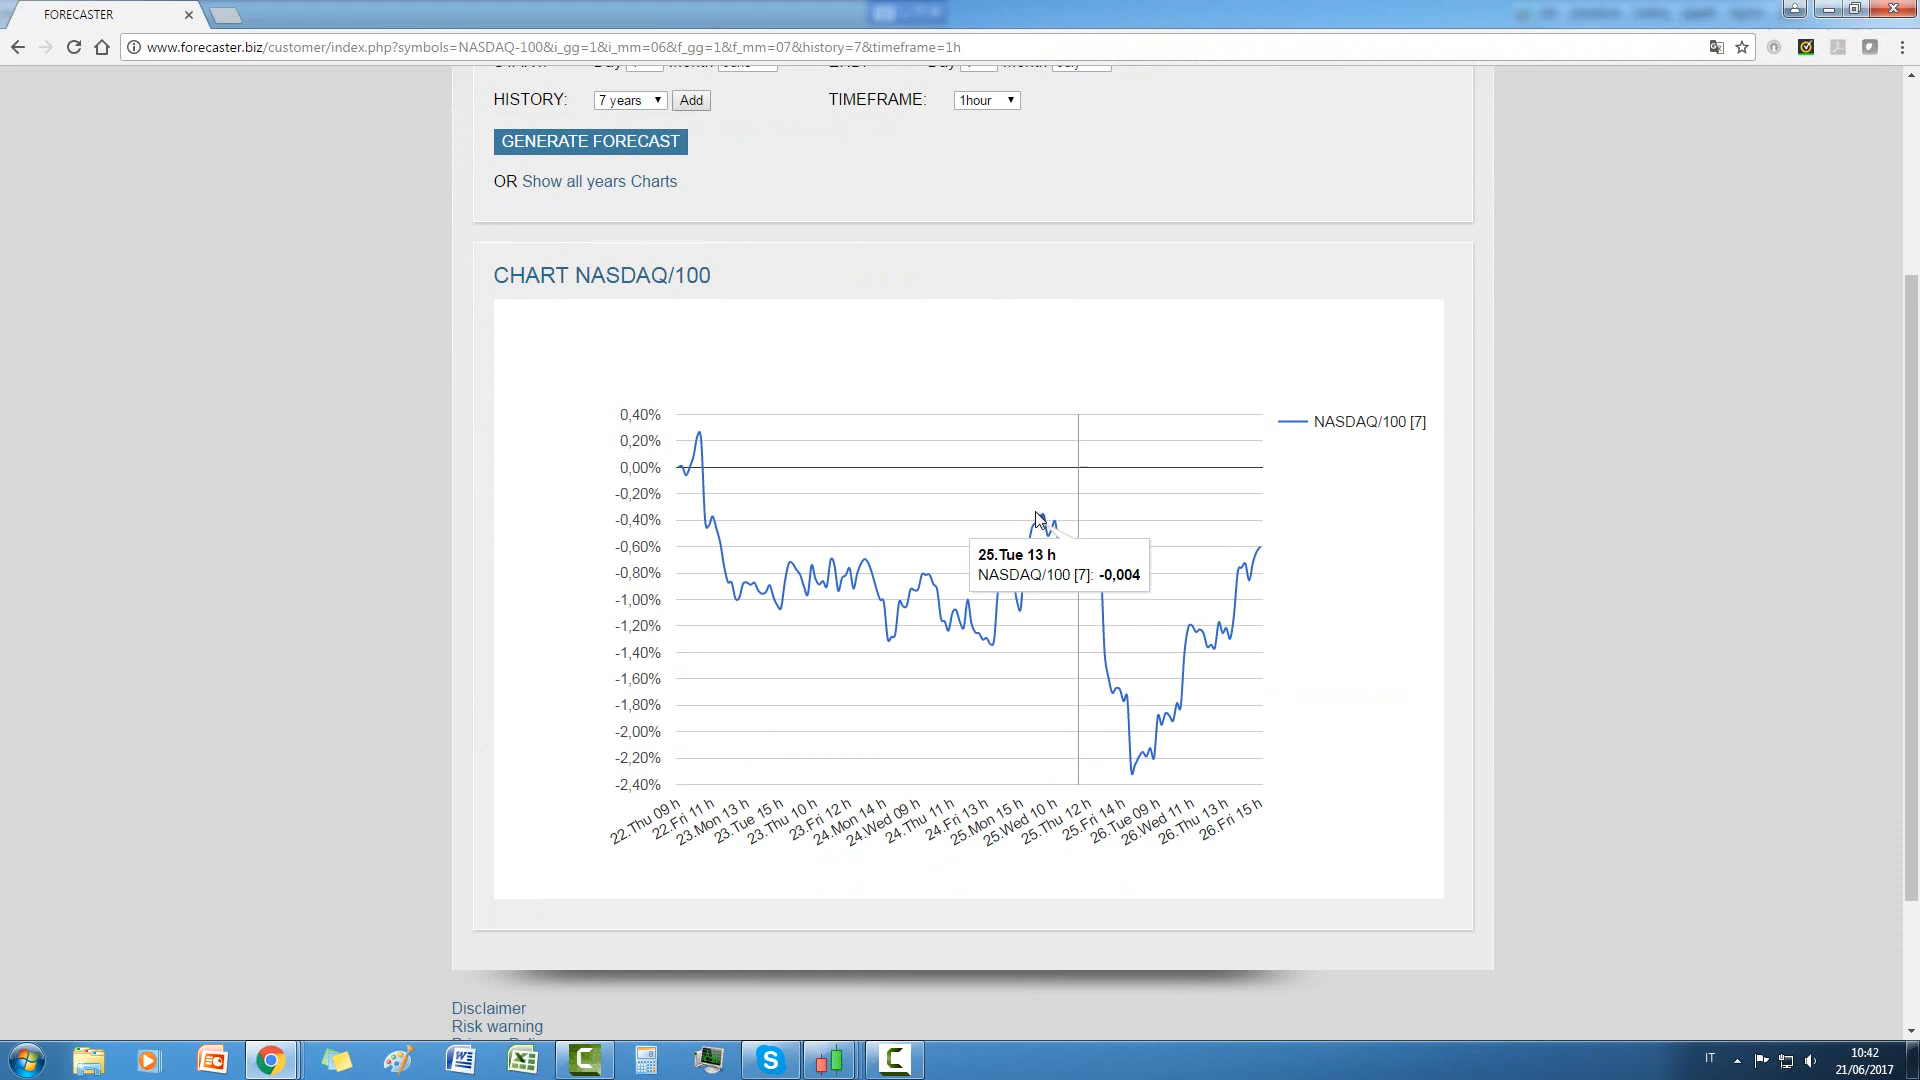 FORECASTER
www.forecaster.biz/customer/index.php?symbols=NASDAQ-100&i_gg=1&i_mm=06&f_gg=1&f_mm=07&history=7&timeframe=1h
HISTORY: 7 years Add TIMEFRAME: 1hour
GENERATE FORECAST
OR Show all years Charts
CHART NASDAQ/100
0,40%
0,20%
0,00%
-0,20%
-0,40%
-0,60%
-0,80%
-1,00%
-1,20%
-1,40%
-1,60%
-1,80%
-2,00%
-2,20%
-2,40%
NASDAQ/100 [7]
25.Tue 13 h
NASDAQ/100 [7]: -0,004
22.Thu 09 h
22.Fri 11 h
23.Mon 13 h
23.Tue 15 h
23.Thu 10 h
23.Fri 12 h
24.Mon 14 h
24.Wed 09 h
24.Thu 11 h
24.Fri 13 h
25.Mon 15 h
25.Wed 10 h
25.Thu 12 h
25.Fri 14 h
26.Tue 09 h
26.Wed 11 h
26.Thu 13 h
26.Fri 15 h
Disclaimer
Risk warning
IT
10:42
21/06/2017